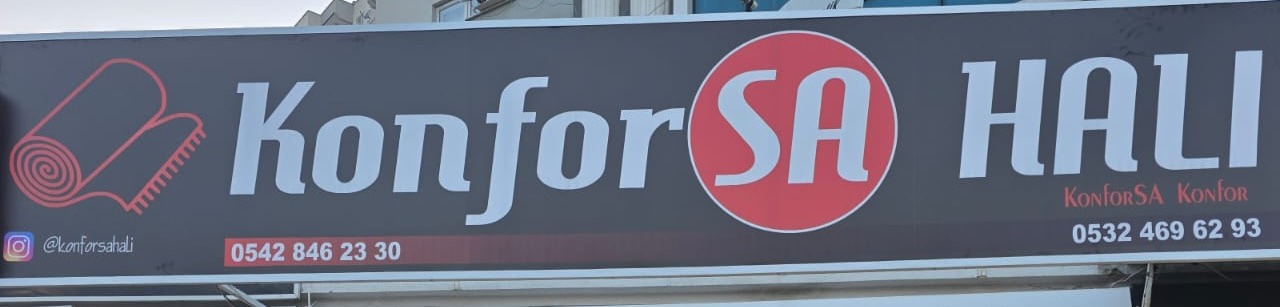 KonforSA HALI
KonforSA Konfor
@konforsahali
0542 846 23 30
0532 469 62 93